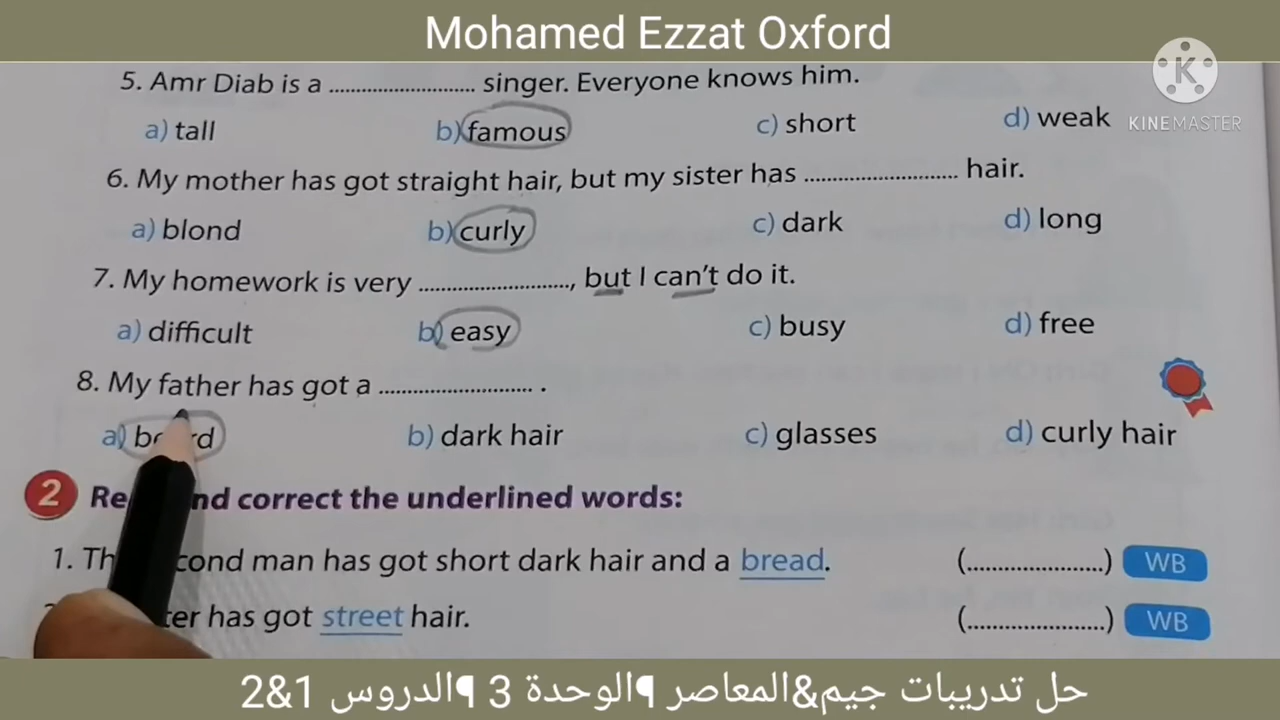 Mohamed Ezzat Oxford
K
KINEMASTER
5. Amr Diab is a ............................ singer. Everyone knows him.
a) tall b) famous c) short d) weak
6. My mother has got straight hair, but my sister has ............................ hair.
a) blond b) curly c) dark d) long
7. My homework is very ............................, but I can't do it.
a) difficult b) easy c) busy d) free
8. My father has got a ............................ .
a) b) dark hair c) glasses d) curly hair
2 correct the underlined words:
1. man has got short dark hair and a bread. (........................) WB
has got street hair. (........................) WB
حل تدريبات جيم&المعاصر ¶الوحدة 3 ¶الدروس 1&2